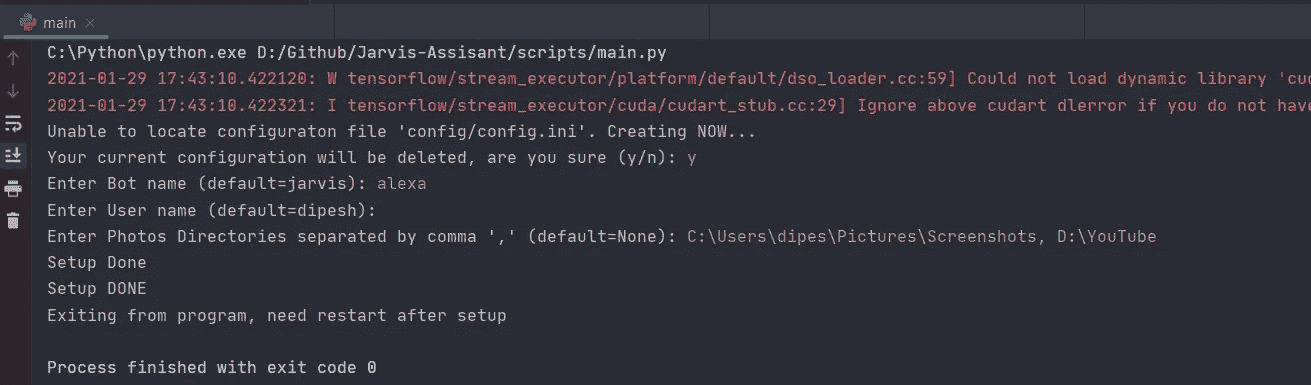 main
C:\Python\python.exe D:/Github/Jarvis-Assisant/scripts/main.py
2021-01-29 17:43:10.422120: W tensorflow/stream_executor/platform/default/dso_loader.cc:59] Could not load dynamic library 'cud
2021-01-29 17:43:10.422321: I tensorflow/stream_executor/cuda/cudart_stub.cc:29] Ignore above cudart dlerror if you do not have
Unable to locate configuraton file 'config/config.ini'. Creating NOW...
Your current configuration will be deleted, are you sure (y/n): y
Enter Bot name (default=jarvis): alexa
Enter User name (default=dipesh):
Enter Photos Directories separated by comma ',' (default=None): C:\Users\dipes\Pictures\Screenshots, D:\YouTube
Setup Done
Setup DONE
Exiting from program, need restart after setup
Process finished with exit code 0